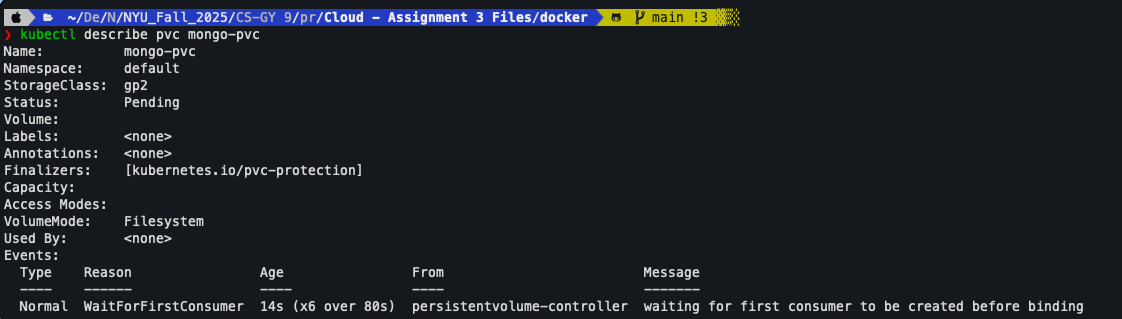 ~/De/N/NYU_Fall_2025/CS-GY 9/pr/Cloud - Assignment 3 Files/docker main !3
❯ kubectl describe pvc mongo-pvc
Name: mongo-pvc
Namespace: default
StorageClass: gp2
Status: Pending
Volume:
Labels: <none>
Annotations: <none>
Finalizers: [kubernetes.io/pvc-protection]
Capacity:
Access Modes:
VolumeMode: Filesystem
Used By: <none>
Events:
Type Reason Age From Message
---- ------ ---- ---- -------
Normal WaitForFirstConsumer 14s (x6 over 80s) persistentvolume-controller waiting for first consumer to be created before binding